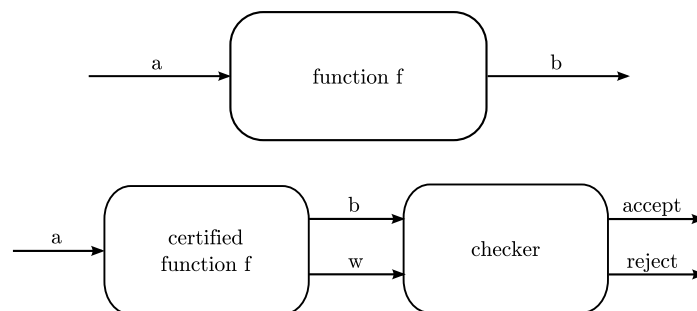 a
function f
b
a
certified
function f
b
w
checker
accept
reject